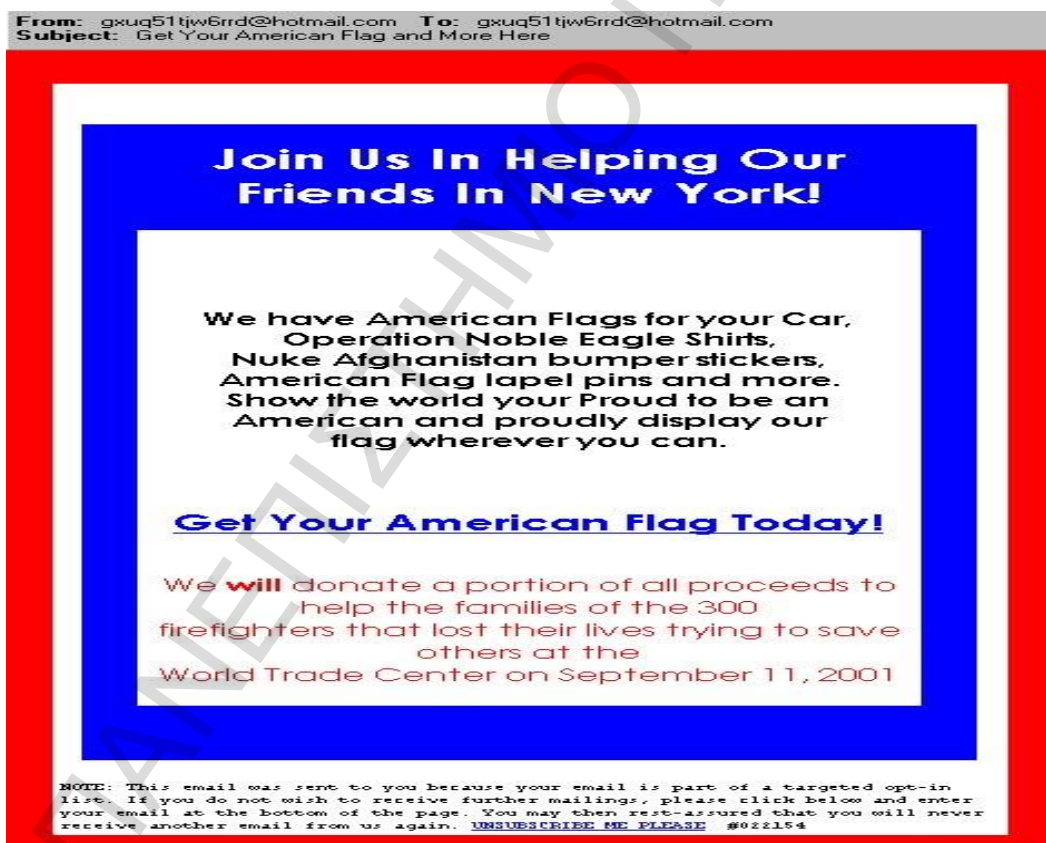 From: gxuq51tjw6rrd@hotmail.com To: gxuq51tjw6rrd@hotmail.com
Subject: Get Your American Flag and More Here
Join Us In Helping Our
Friends In New York!
We have American Flags for your Car,
Operation Noble Eagle Shirts,
Nuke Afghanistan bumper stickers,
American Flag lapel pins and more.
Show the world your Proud to be an
American and proudly display our
flag wherever you can.
Get Your American Flag Today!
We will donate a portion of all proceeds to
help the families of the 300
firefighters that lost their lives trying to save
others at the
World Trade Center on September 11, 2001
NOTE: This email was sent to you because your email is part of a targeted opt-in
list. If you do not wish to receive further mailings, please click below and enter
your email at the bottom of the page. You may then rest-assured that you will never
receive another email from us again. UNSUBSCRIBE ME PLEASE #022154
ΠΑΝΕΠΙΣΤΗΜΙΟ